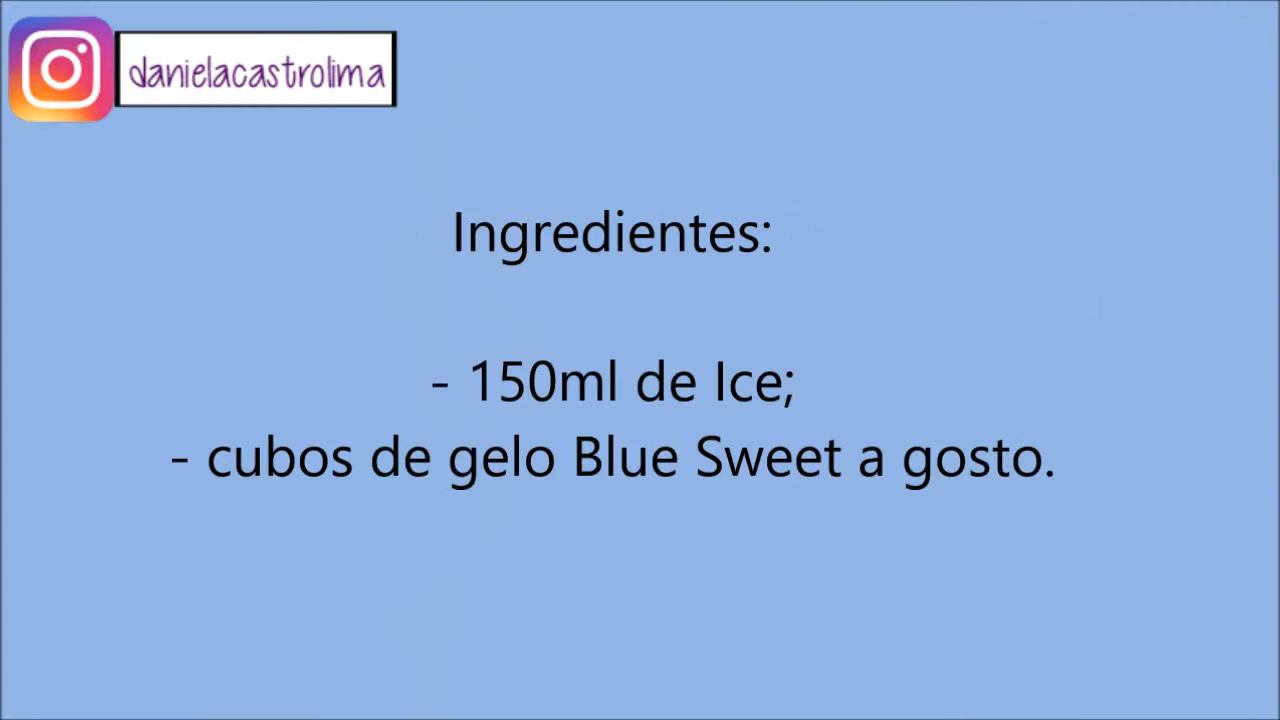 danielacastrolima
Ingredientes:
- 150ml de Ice;
- cubos de gelo Blue Sweet a gosto.